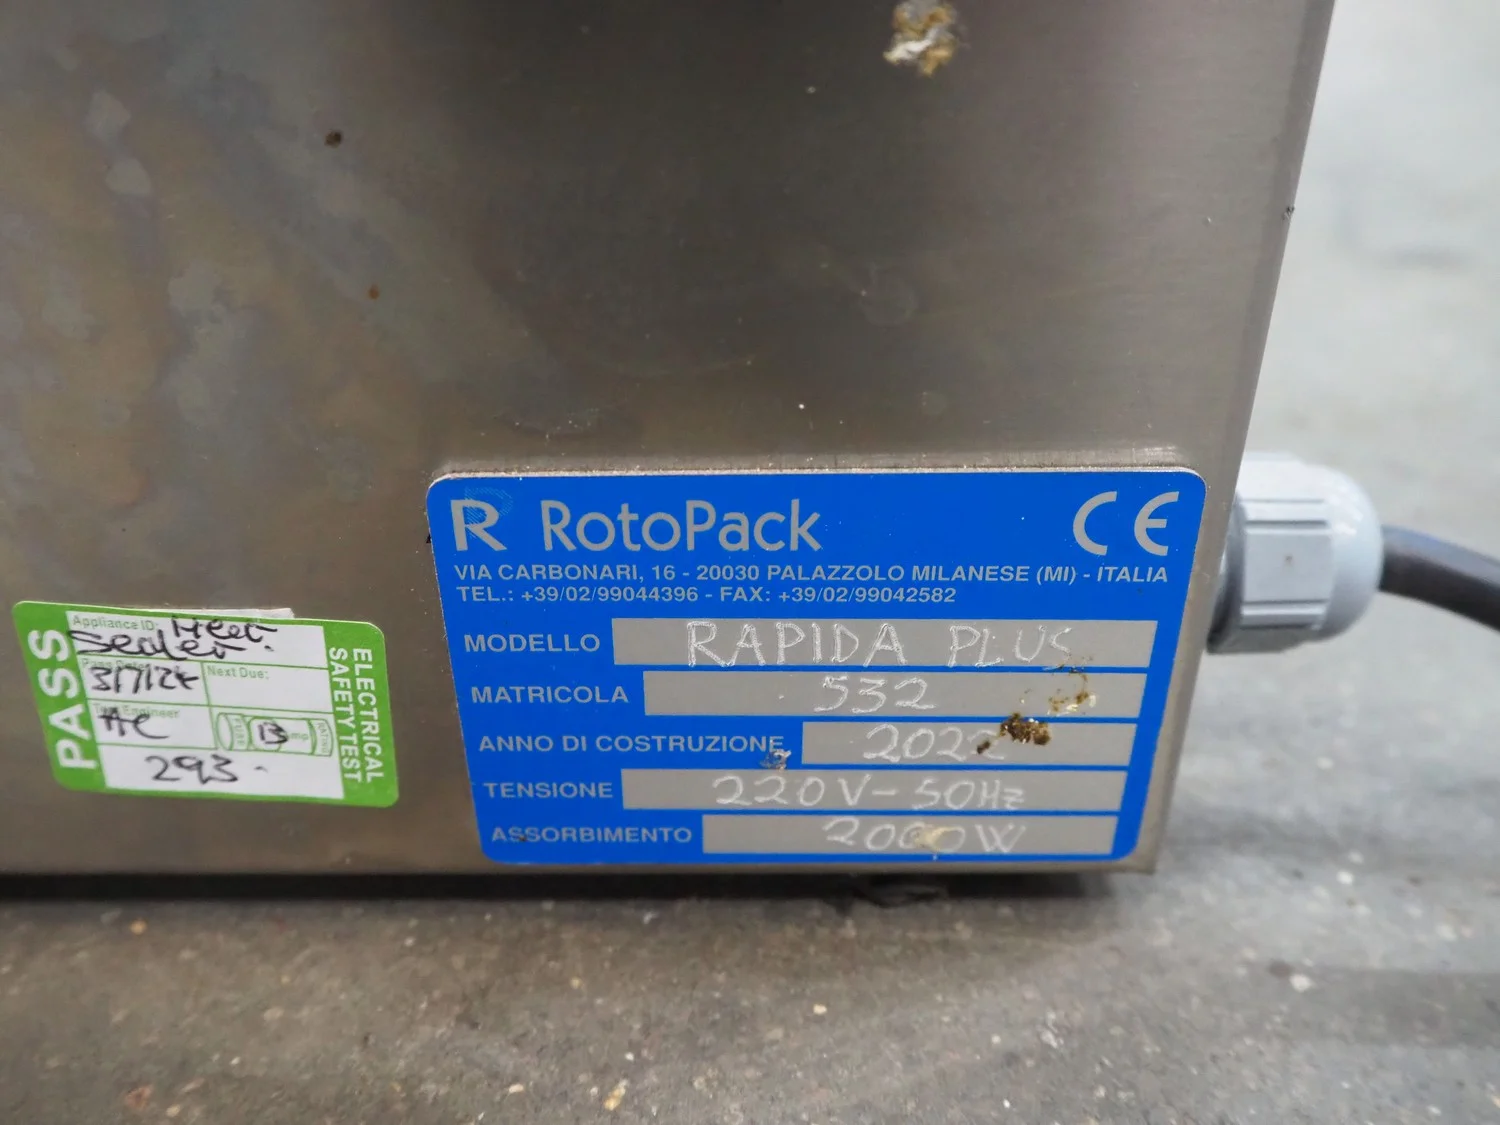 R RotoPack CE
VIA CARBONARI, 16 - 20030 PALAZZOLO MILANESE (MI) - ITALIA
TEL.: +39/02/99044396 - FAX: +39/02/99042582
MODELLO RAPIDA PLUS
MATRICOLA 532
ANNO DI COSTRUZIONE 2022
TENSIONE 220V-50Hz
ASSORBIMENTO 2000W
PASS
Appliance ID: Heat
Sealer.
3/7/24 Next Due:
Engineer
AC 13
293.
ELECTRICAL
SAFETY TEST